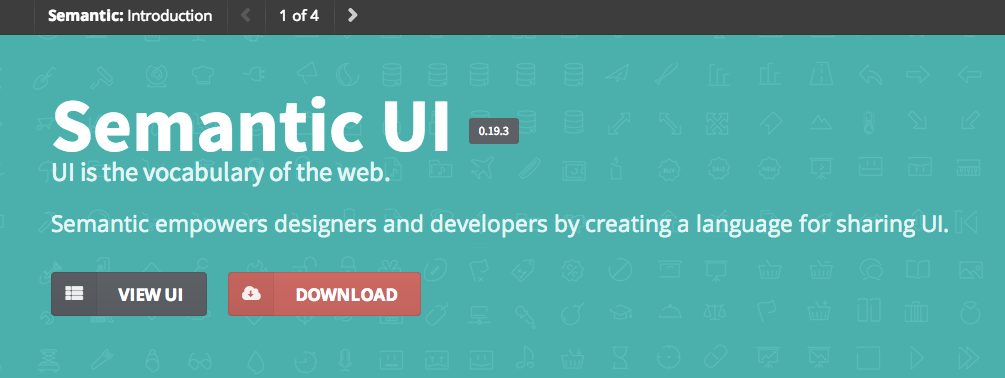 Semantic: Introduction
1 of 4
Semantic UI
0.19.3
UI is the vocabulary of the web.
Semantic empowers designers and developers by creating a language for sharing UI.
VIEW UI
DOWNLOAD